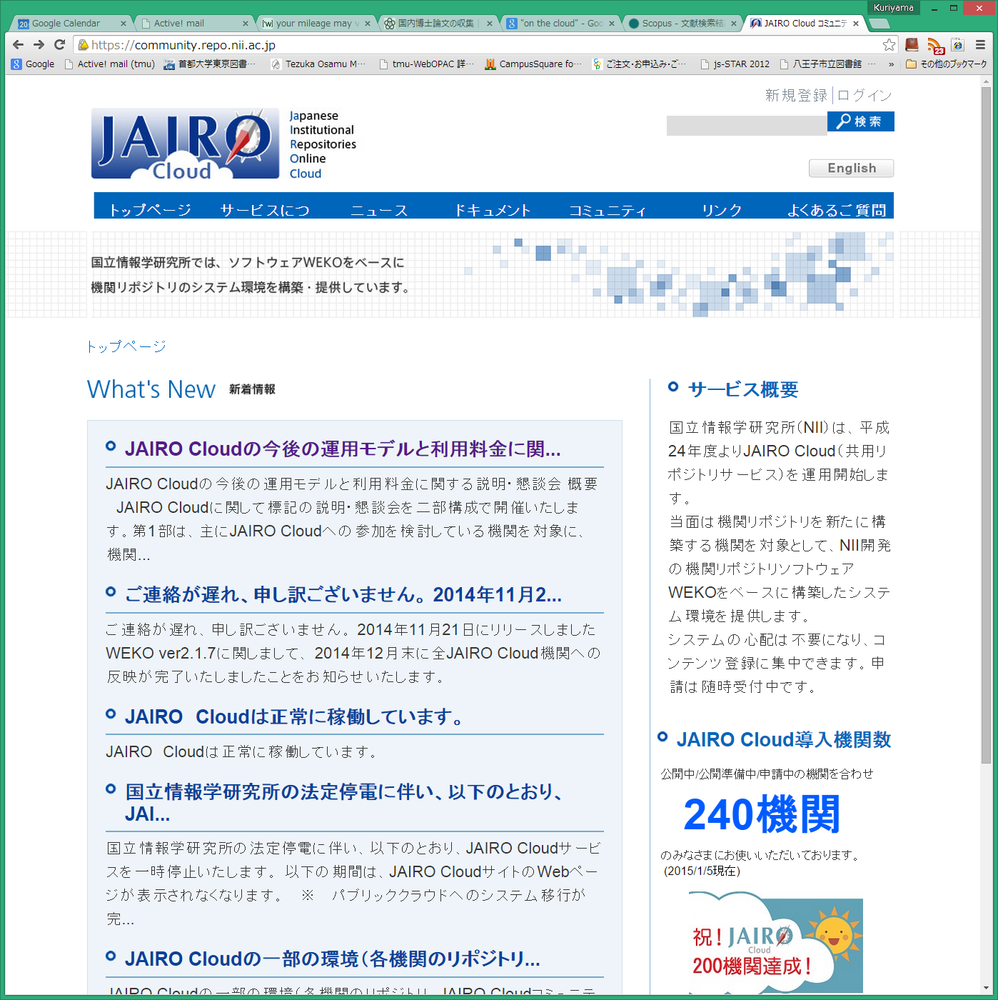 Kuriyama
20 Google Calendar
Active! mail
[w] your mileage may v
国内博士論文の収集
"on the cloud" - Goo
Scopus - 文献検索結
JAIRO Cloud コミュニテ
https://community.repo.nii.ac.jp
23
Google
Active! mail (tmu)
首都大学東京図書…
Tezuka Osamu M…
tmu-WebOPAC 詳…
CampusSquare fo…
ご注文・お申込み・ご…
js-STAR 2012
八王子市立図書館 …
»
その他のブックマーク
新規登録
ログイン
JAIRO
Cloud
Japanese
Institutional
Repositories
Online
Cloud
検索
English
トップページ
サービスにつ
ニュース
ドキュメント
コミュニティ
リンク
よくあるご質問
国立情報学研究所では、ソフトウェアWEKOをベースに
機関リポジトリのシステム環境を構築・提供しています。
トップページ
What's New 新着情報
JAIRO Cloudの今後の運用モデルと利用料金に関...
JAIRO Cloudの今後の運用モデルと利用料金に関する説明・懇談会 概要
JAIRO Cloudに関して標記の説明・懇談会を二部構成で開催いたしま
す。第1部は、主にJAIRO Cloudへの参加を検討している機関を対象に、
機関...
ご連絡が遅れ、申し訳ございません。2014年11月2...
ご連絡が遅れ、申し訳ございません。2014年11月21日にリリースしました
WEKO ver2.1.7に関しまして、2014年12月末に全JAIRO Cloud機関への
反映が完了いたしましたことをお知らせいたします。
JAIRO Cloudは正常に稼働しています。
JAIRO Cloudは正常に稼働しています。
国立情報学研究所の法定停電に伴い、以下のとおり、
JAI...
国立情報学研究所の法定停電に伴い、以下のとおり、JAIRO Cloudサービ
スを一時停止いたします。 以下の期間は、JAIRO CloudサイトのWebペー
ジが表示されなくなります。 ※ パブリッククラウドへのシステム移行が
完...
JAIRO Cloudの一部の環境（各機関のリポジトリ...
JAIRO Cloudの一部の環境（各機関のリポジトリ、JAIRO Cloudコミュニテ
サービス概要
国立情報学研究所（NII）は、平成
24年度よりJAIRO Cloud（共用リ
ポジトリサービス）を運用開始しま
す。
当面は機関リポジトリを新たに構
築する機関を対象として、NII開発
の機関リポジトリソフトウェア
WEKOをベースに構築したシステ
ム環境を提供します。
システムの心配は不要になり、コ
ンテンツ登録に集中できます。申
請は随時受付中です。
JAIRO Cloud導入機関数
公開中/公開準備中/申請中の機関を合わせ
240機関
のみなさまにお使いいただいております。
(2015/1/5現在)
祝！JAIRO
Cloud
200機関達成！